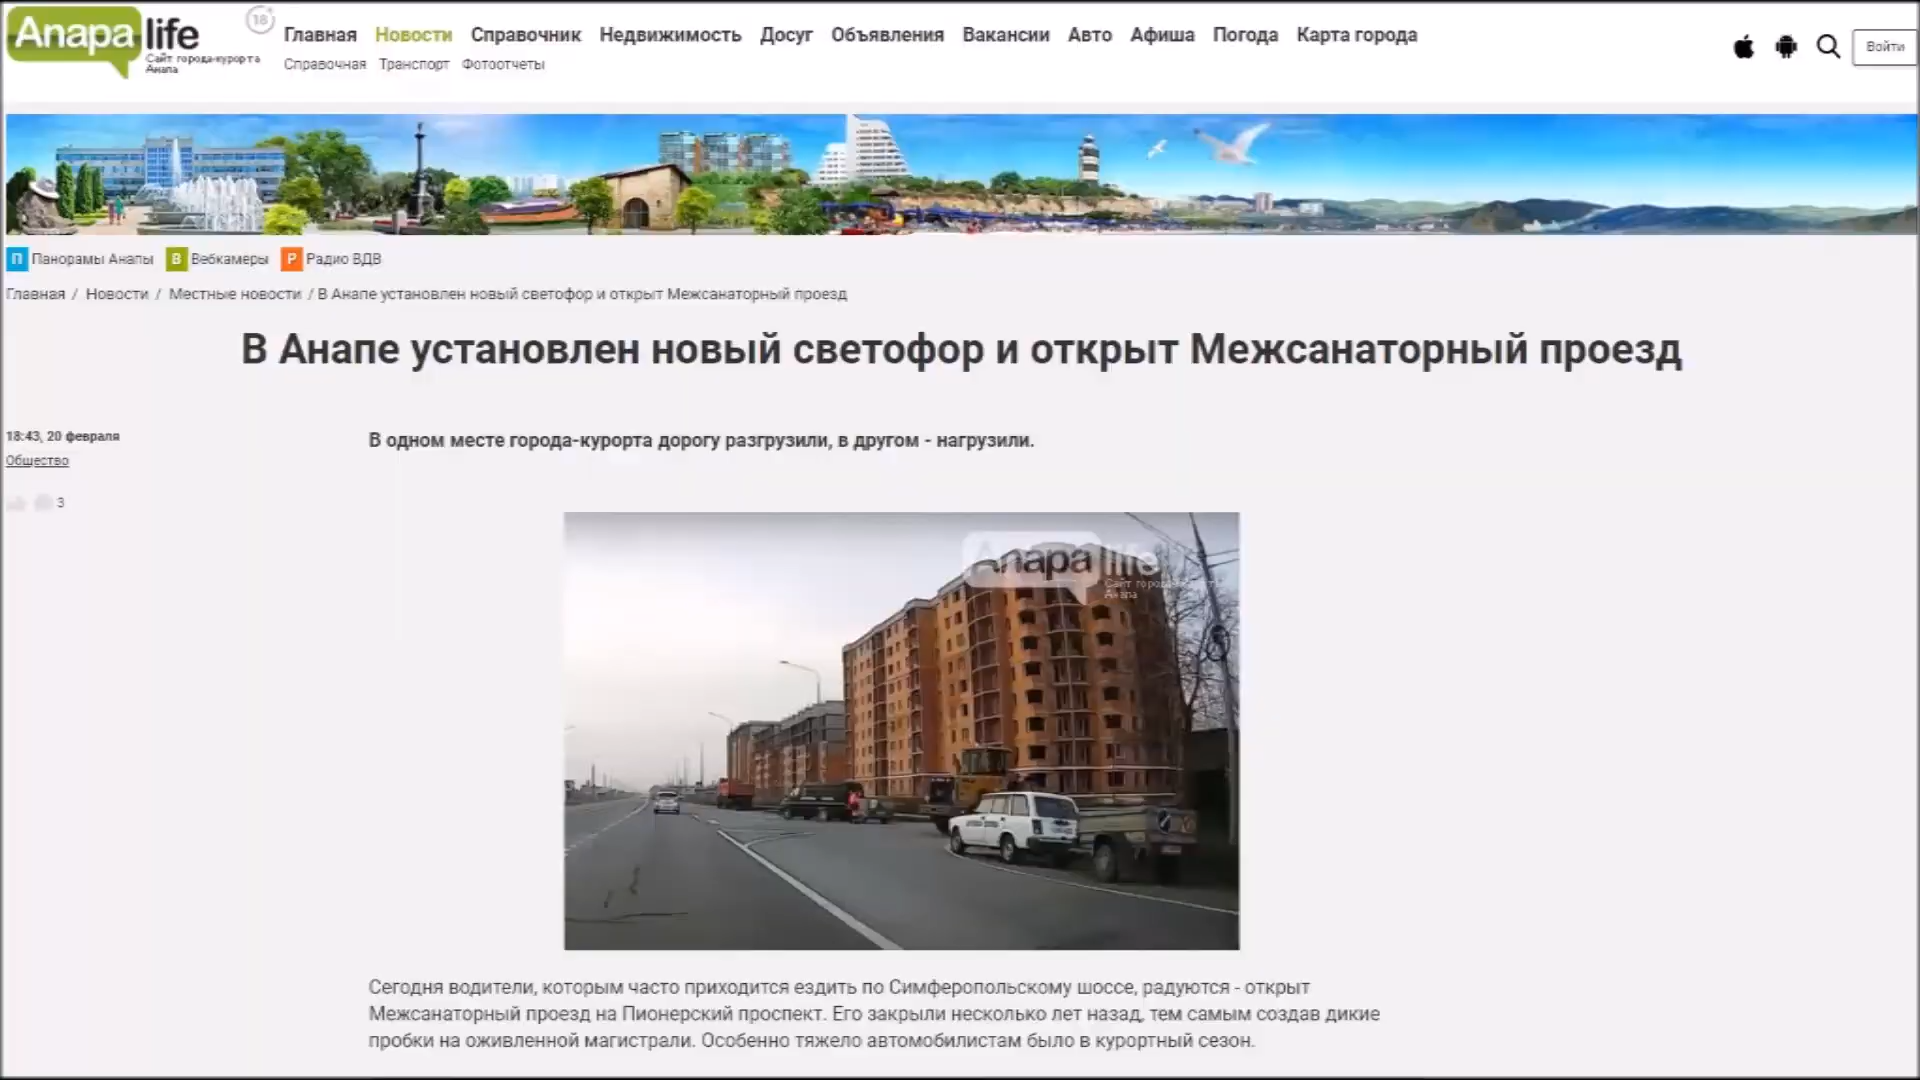 Anapa life
Сайт города-курорта
Анапа
18
Главная Новости Справочник Недвижимость Досуг Объявления Вакансии Авто Афиша Погода Карта города
Справочная Транспорт Фотоотчеты
Войти
П Панорамы Анапы В Вебкамеры Р Радио ВДВ
Главная / Новости / Местные новости / В Анапе установлен новый светофор и открыт Межсанаторный проезд
В Анапе установлен новый светофор и открыт Межсанаторный проезд
18:43, 20 февраля
Общество
3
В одном месте города-курорта дорогу разгрузили, в другом - нагрузили.
Anapa life
Анапа
Сегодня водители, которым часто приходится ездить по Симферопольскому шоссе, радуются - открыт
Межсанаторный проезд на Пионерский проспект. Его закрыли несколько лет назад, тем самым создав дикие
пробки на оживленной магистрали. Особенно тяжело автомобилистам было в курортный сезон.